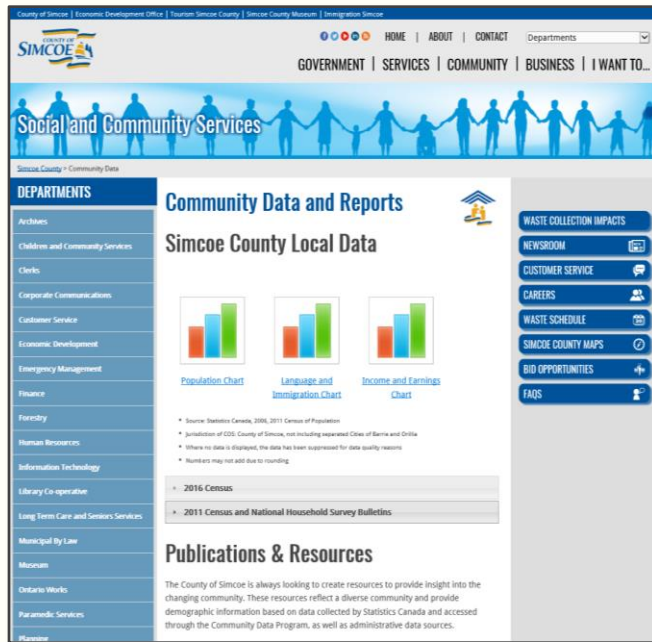 County of Simcoe | Economic Development Office | Tourism Simcoe County | Simcoe County Museum | Immigration Simcoe
COUNTY OF
SIMCOE
HOME | ABOUT | CONTACT
Departments
GOVERNMENT | SERVICES | COMMUNITY | BUSINESS | I WANT TO...
Social and Community Services
Simcoe County > Community Data
DEPARTMENTS
Archives
Children and Community Services
Clerks
Corporate Communications
Customer Service
Economic Development
Emergency Management
Finance
Forestry
Human Resources
Information Technology
Library Co-operative
Long Term Care and Seniors Services
Municipal By Law
Museum
Ontario Works
Paramedic Services
Planning
Community Data and Reports
Simcoe County Local Data
Population Chart
Language and
Immigration Chart
Income and Earnings
Chart
Source: Statistics Canada, 2006, 2011 Census of Population
Jurisdiction of COS: County of Simcoe, not including separated Cities of Barrie and Orillia
Where no data is displayed, the data has been suppressed for data quality reasons
Numbers may not add due to rounding
2016 Census
2011 Census and National Household Survey Bulletins
Publications & Resources
The County of Simcoe is always looking to create resources to provide insight into the
changing community. These resources reflect a diverse community and provide
demographic information based on data collected by Statistics Canada and accessed
through the Community Data Program, as well as administrative data sources.
WASTE COLLECTION IMPACTS
NEWSROOM
CUSTOMER SERVICE
CAREERS
WASTE SCHEDULE
SIMCOE COUNTY MAPS
BID OPPORTUNITIES
FAQS